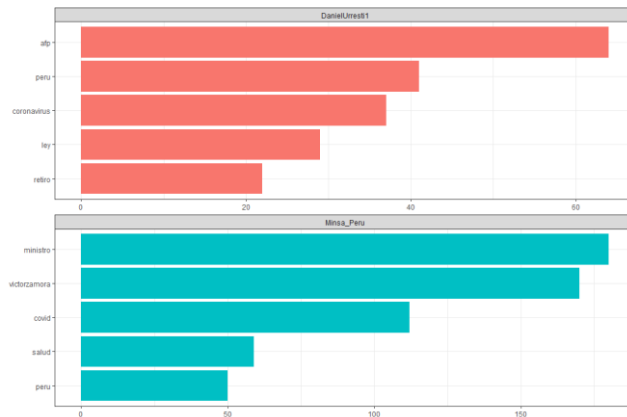 DanielUrresti1
afp
peru
coronavirus
ley
retiro
0 20 40 60
Minsa_Peru
ministro
victorzamora
covid
salud
peru
0 50 100 150